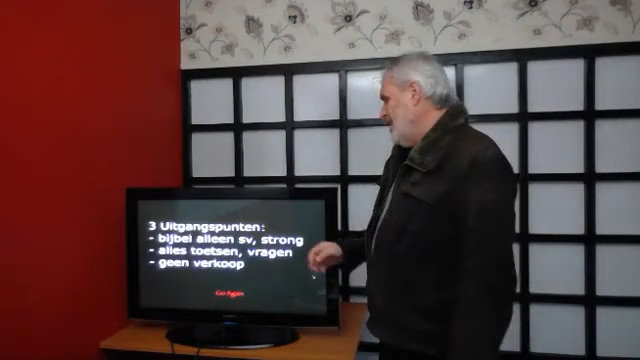 3 Uitgangspunten:
- bijbel alleen sv, strong
- alles toetsen, vragen
- geen verkoop
Go Again